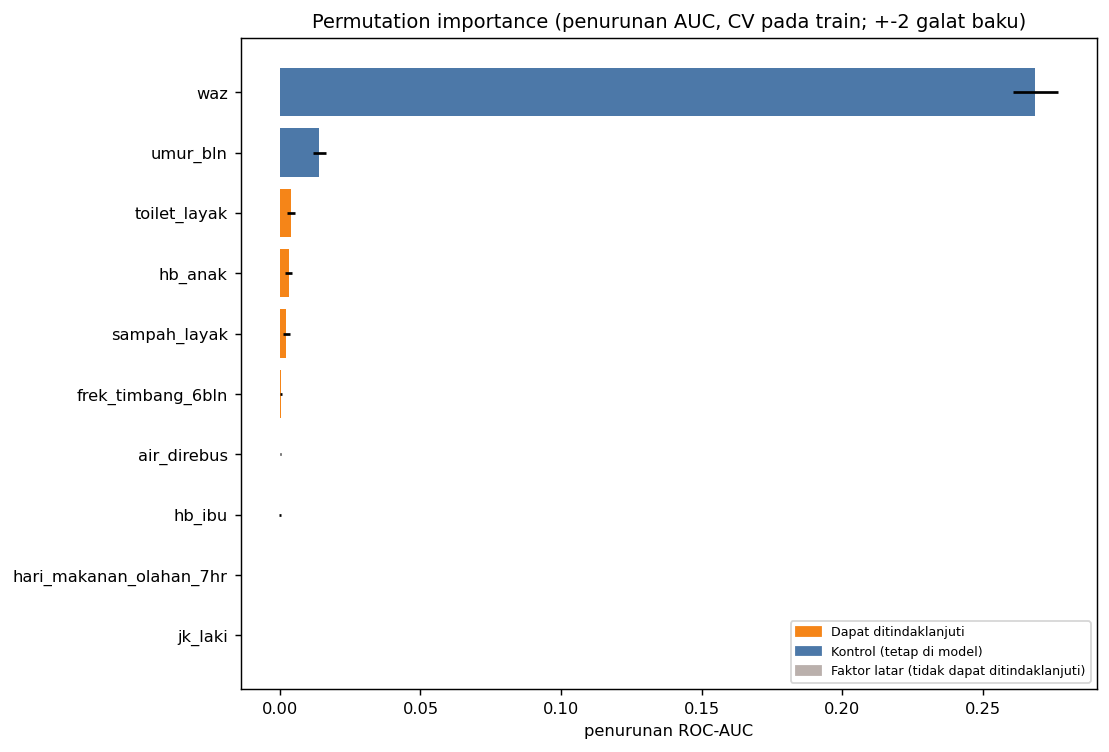 Permutation importance (penurunan AUC, CV pada train; +-2 galat baku)
waz
umur_bln
toilet_layak
hb_anak
sampah_layak
frek_timbang_6bln
air_direbus
hb_ibu
hari_makanan_olahan_7hr
jk_laki
Dapat ditindaklanjuti
Kontrol (tetap di model)
Faktor latar (tidak dapat ditindaklanjuti)
0.00 0.05 0.10 0.15 0.20 0.25
penurunan ROC-AUC